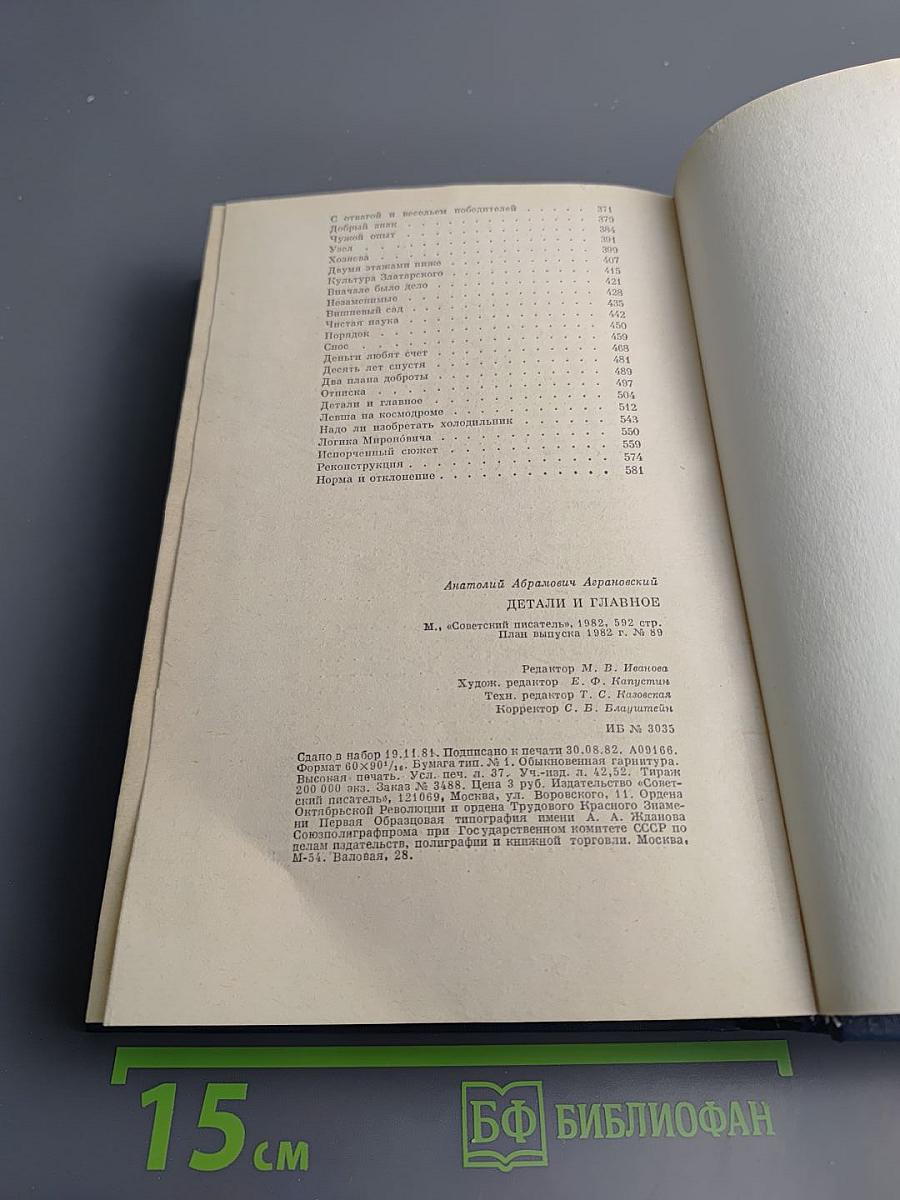 С отвагой и весельем победителей . . . . . 371
Добрый знак . . . . . . . . . . . 379
Чужой опыт . . . . . . . . . . . 384
Узел . . . . . . . . . . . . . 391
Хозяева . . . . . . . . . . . . 399
Двумя этажами ниже . . . . . . . . . 407
Культура Златарского . . . . . . . . . 415
Вначале было дело . . . . . . . . . . 421
Незаменимые . . . . . . . . . . . 428
Вишневый сад . . . . . . . . . . . 435
Чистая наука . . . . . . . . . . . 442
Порядок . . . . . . . . . . . . 450
Снос . . . . . . . . . . . . . 459
Деньги любят счет . . . . . . . . . . 468
Десять лет спустя . . . . . . . . . . 481
Два плана доброты . . . . . . . . . . 489
Отписка . . . . . . . . . . . . 497
Детали и главное . . . . . . . . . . 504
Левша на космодроме . . . . . . . . . 512
Надо ли изобретать холодильник . . . . . . 543
Логика Миронóвича . . . . . . . . . . 550
Испорченный сюжет . . . . . . . . . . 559
Реконструкция . . . . . . . . . . . 574
Норма и отклонение . . . . . . . . . . 581
Анатолий Абрамович Аграновский
ДЕТАЛИ И ГЛАВНОЕ
М., «Советский писатель», 1982, 592 стр.
План выпуска 1982 г. № 89
Редактор М. В. Иванова
Худож. редактор Е. Ф. Капустин
Техн. редактор Т. С. Казовская
Корректор С. Б. Блауштейн
ИБ № 3035
Сдано в набор 19.11.81. Подписано к печати 30.08.82. А09166.
Формат 60×90¹/₁₆. Бумага тип. № 1. Обыкновенная гарнитура.
Высокая печать. Усл. печ. л. 37. Уч.-изд. л. 42,52. Тираж
200 000 экз. Заказ № 3488. Цена 3 руб. Издательство «Совет-
ский писатель», 121069, Москва, ул. Воровского, 11. Ордена
Октябрьской Революции и ордена Трудового Красного Знаме-
ни Первая Образцовая типография имени А. А. Жданова
Союзполиграфпрома при Государственном комитете СССР по
делам издательств, полиграфии и книжной торговли. Москва,
М-54. Валовая, 28.
15 см
БФ БИБЛИОФАН